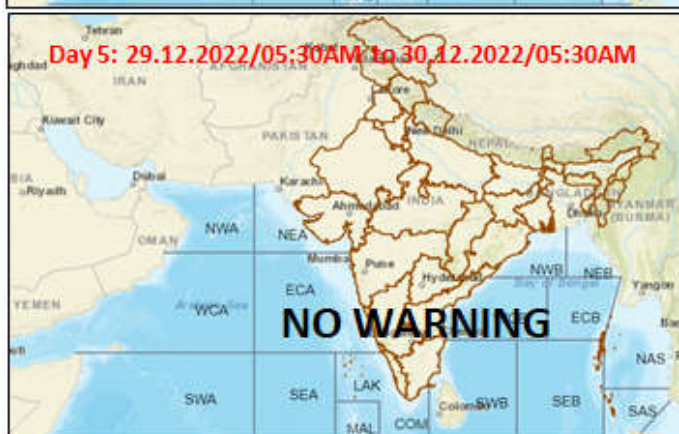 Tehran
Day 5: 29.12.2022/05:30AM to 30.12.2022/05:30AM
AFGHANISTAN
IRAN
Kuwait City
PAKISTAN
New Delhi
NEPAL
Dubai
Riyadh
Karachi
Ahmedabad
INDIA
BANGLADESH
Dhaka
MYANMAR
(BURMA)
OMAN
NWA
NEA
Mumbai
Pune
Hyderabad
NWB
NEB
Bay of Bengal
Yangon
YEMEN
Arabian Sea
ECA
WCA
NO WARNING
ECB
NAS
SWA
SEA
LAK
MAL
COM
Colombo
SWB
SEB
SAS